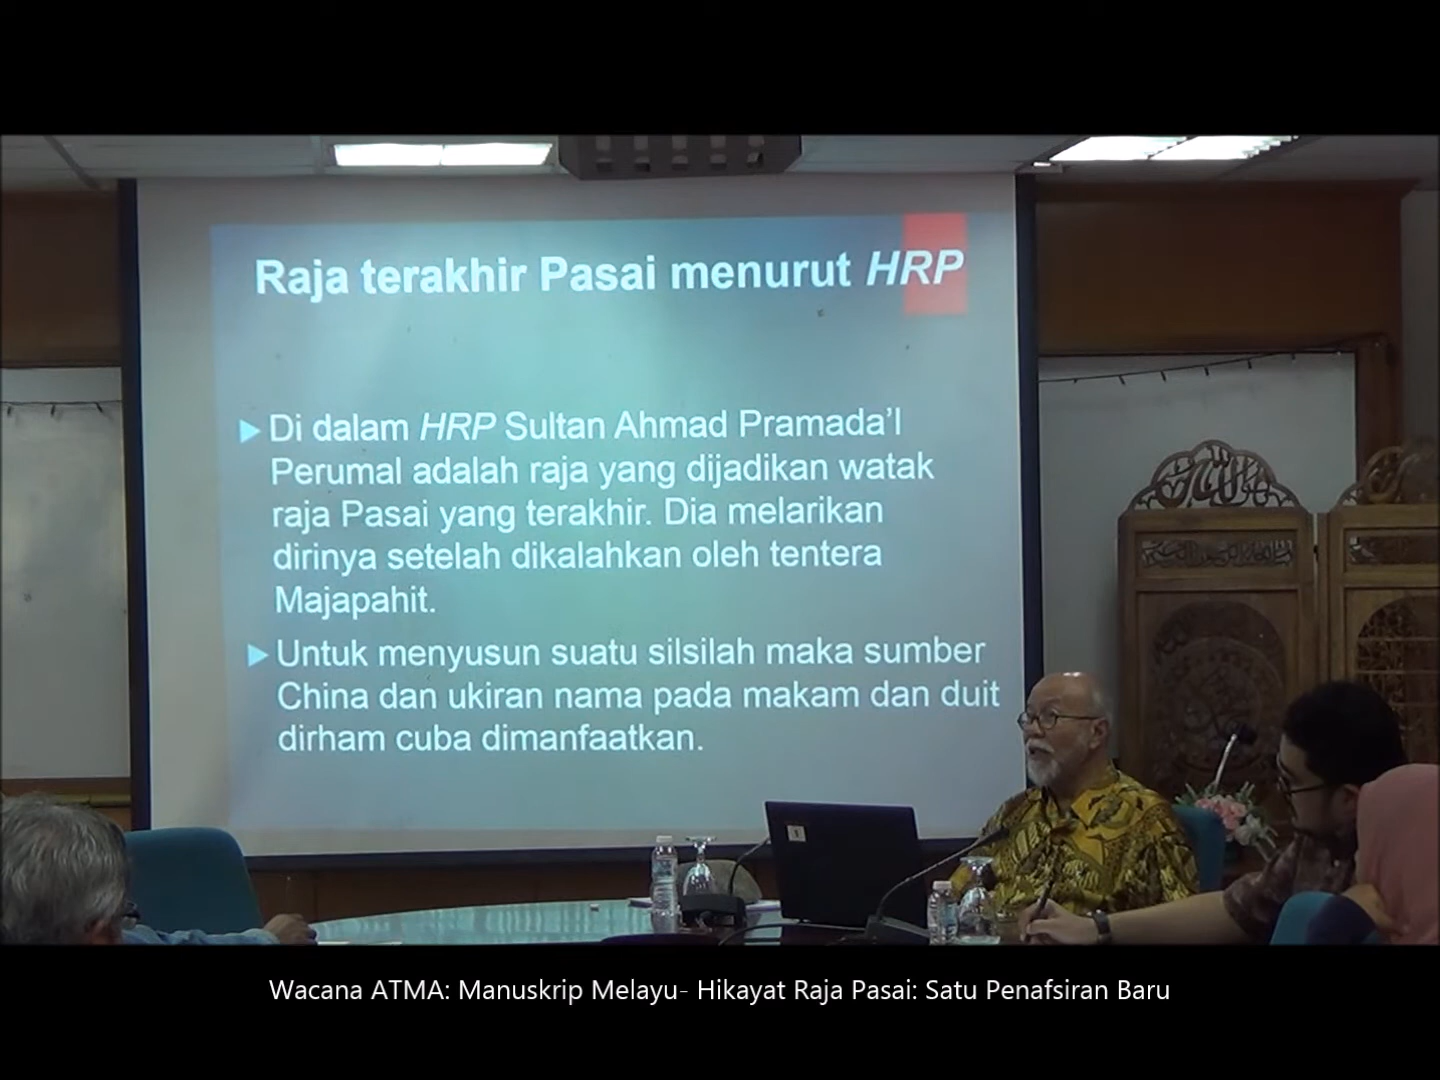 Raja terakhir Pasai menurut HRP
Di dalam HRP Sultan Ahmad Pramada'l
Perumal adalah raja yang dijadikan watak
raja Pasai yang terakhir. Dia melarikan
dirinya setelah dikalahkan oleh tentera
Majapahit.
Untuk menyusun suatu silsilah maka sumber
China dan ukiran nama pada makam dan duit
dirham cuba dimanfaatkan.
Wacana ATMA: Manuskrip Melayu- Hikayat Raja Pasai: Satu Penafsiran Baru